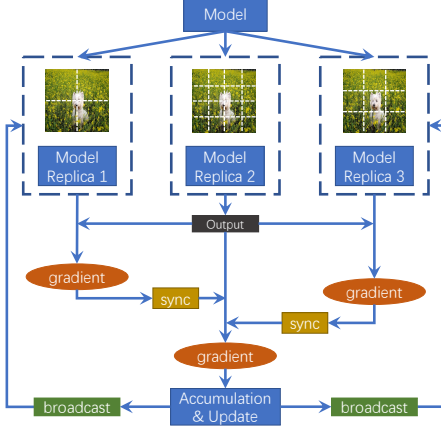 Model
Model
Replica 1
Model
Replica 2
Model
Replica 3
Output
gradient
gradient
sync
sync
gradient
broadcast
Accumulation
& Update
broadcast